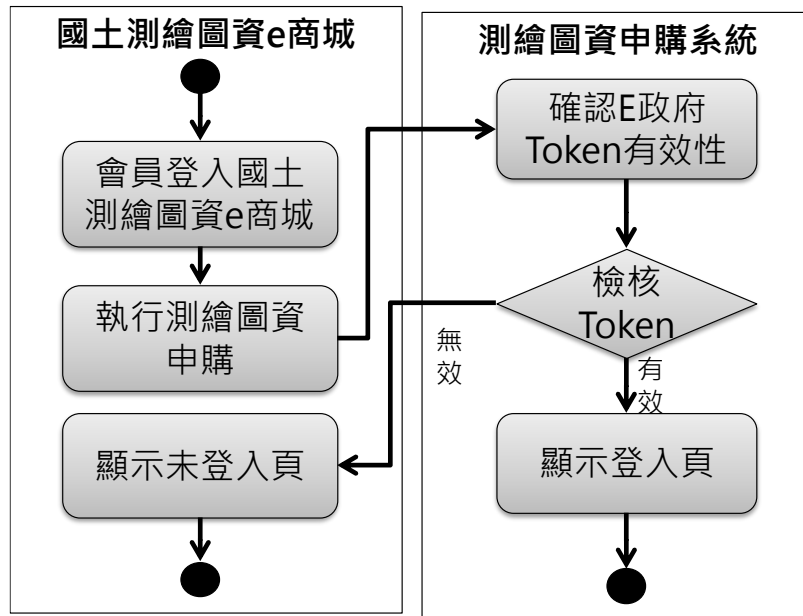 國土測繪圖資e商城
會員登入國土
測繪圖資e商城
執行測繪圖資
申購
顯示未登入頁
測繪圖資申購系統
確認E政府
Token有效性
檢核
Token
無
效
有
效
顯示登入頁